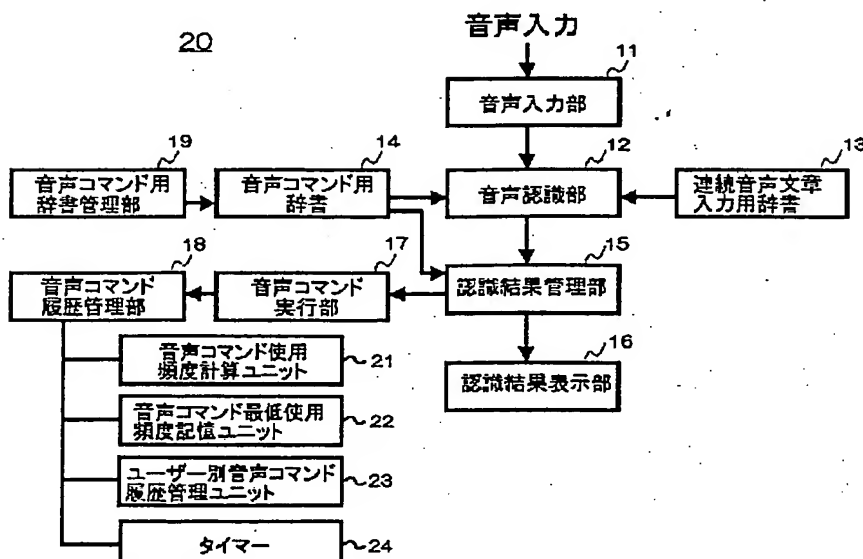 20
音声入力
11
音声入力部
19
音声コマンド用
辞書管理部
14
音声コマンド用
辞書
12
音声認識部
13
連続音声文章
入力用辞書
18
音声コマンド
履歴管理部
17
音声コマンド
実行部
15
認識結果管理部
16
認識結果表示部
音声コマンド使用
頻度計算ユニット
21
音声コマンド最低使用
頻度記憶ユニット
22
ユーザー別音声コマンド
履歴管理ユニット
23
タイマー
24